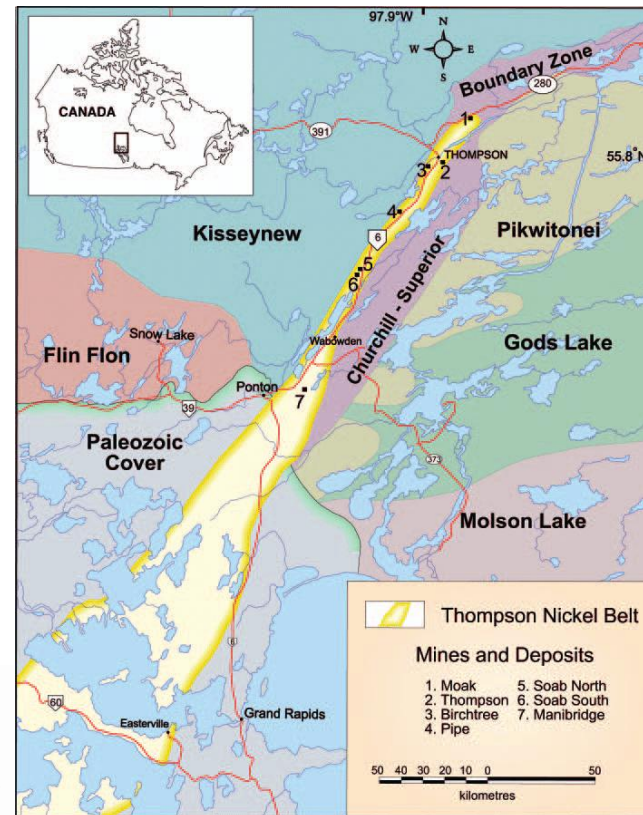 CANADA
97.9°W
N
W E
S
Boundary Zone
280
391
1
THOMPSON
55.8°N
3
2
4
Kisseynew
Pikwitonei
6
5
6
Churchill - Superior
Snow Lake
Wabowden
Gods Lake
Flin Flon
Ponton
7
39
Paleozoic
Cover
373
Molson Lake
Thompson Nickel Belt
Mines and Deposits
1. Moak 5. Soab North
2. Thompson 6. Soab South
3. Birchtree 7. Manibridge
4. Pipe
6
60
Easterville
Grand Rapids
50 40 30 20 10 0 50
kilometres